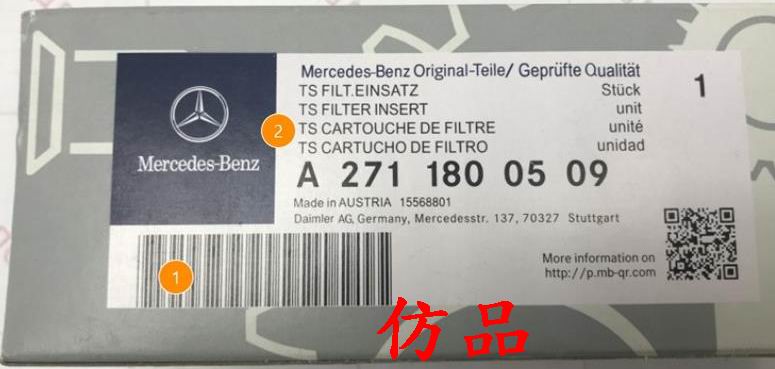 Mercedes-Benz
Mercedes-Benz Original-Teile/ Geprüfte Qualität
TS FILT.EINSATZ Stück 1
TS FILTER INSERT unit
2
TS CARTOUCHE DE FILTRE unité
TS CARTUCHO DE FILTRO unidad
A 271 180 05 09
Made in AUSTRIA 15568801
Daimler AG, Germany, Mercedesstr. 137, 70327 Stuttgart
1
More information on
http://p.mb-qr.com
仿品